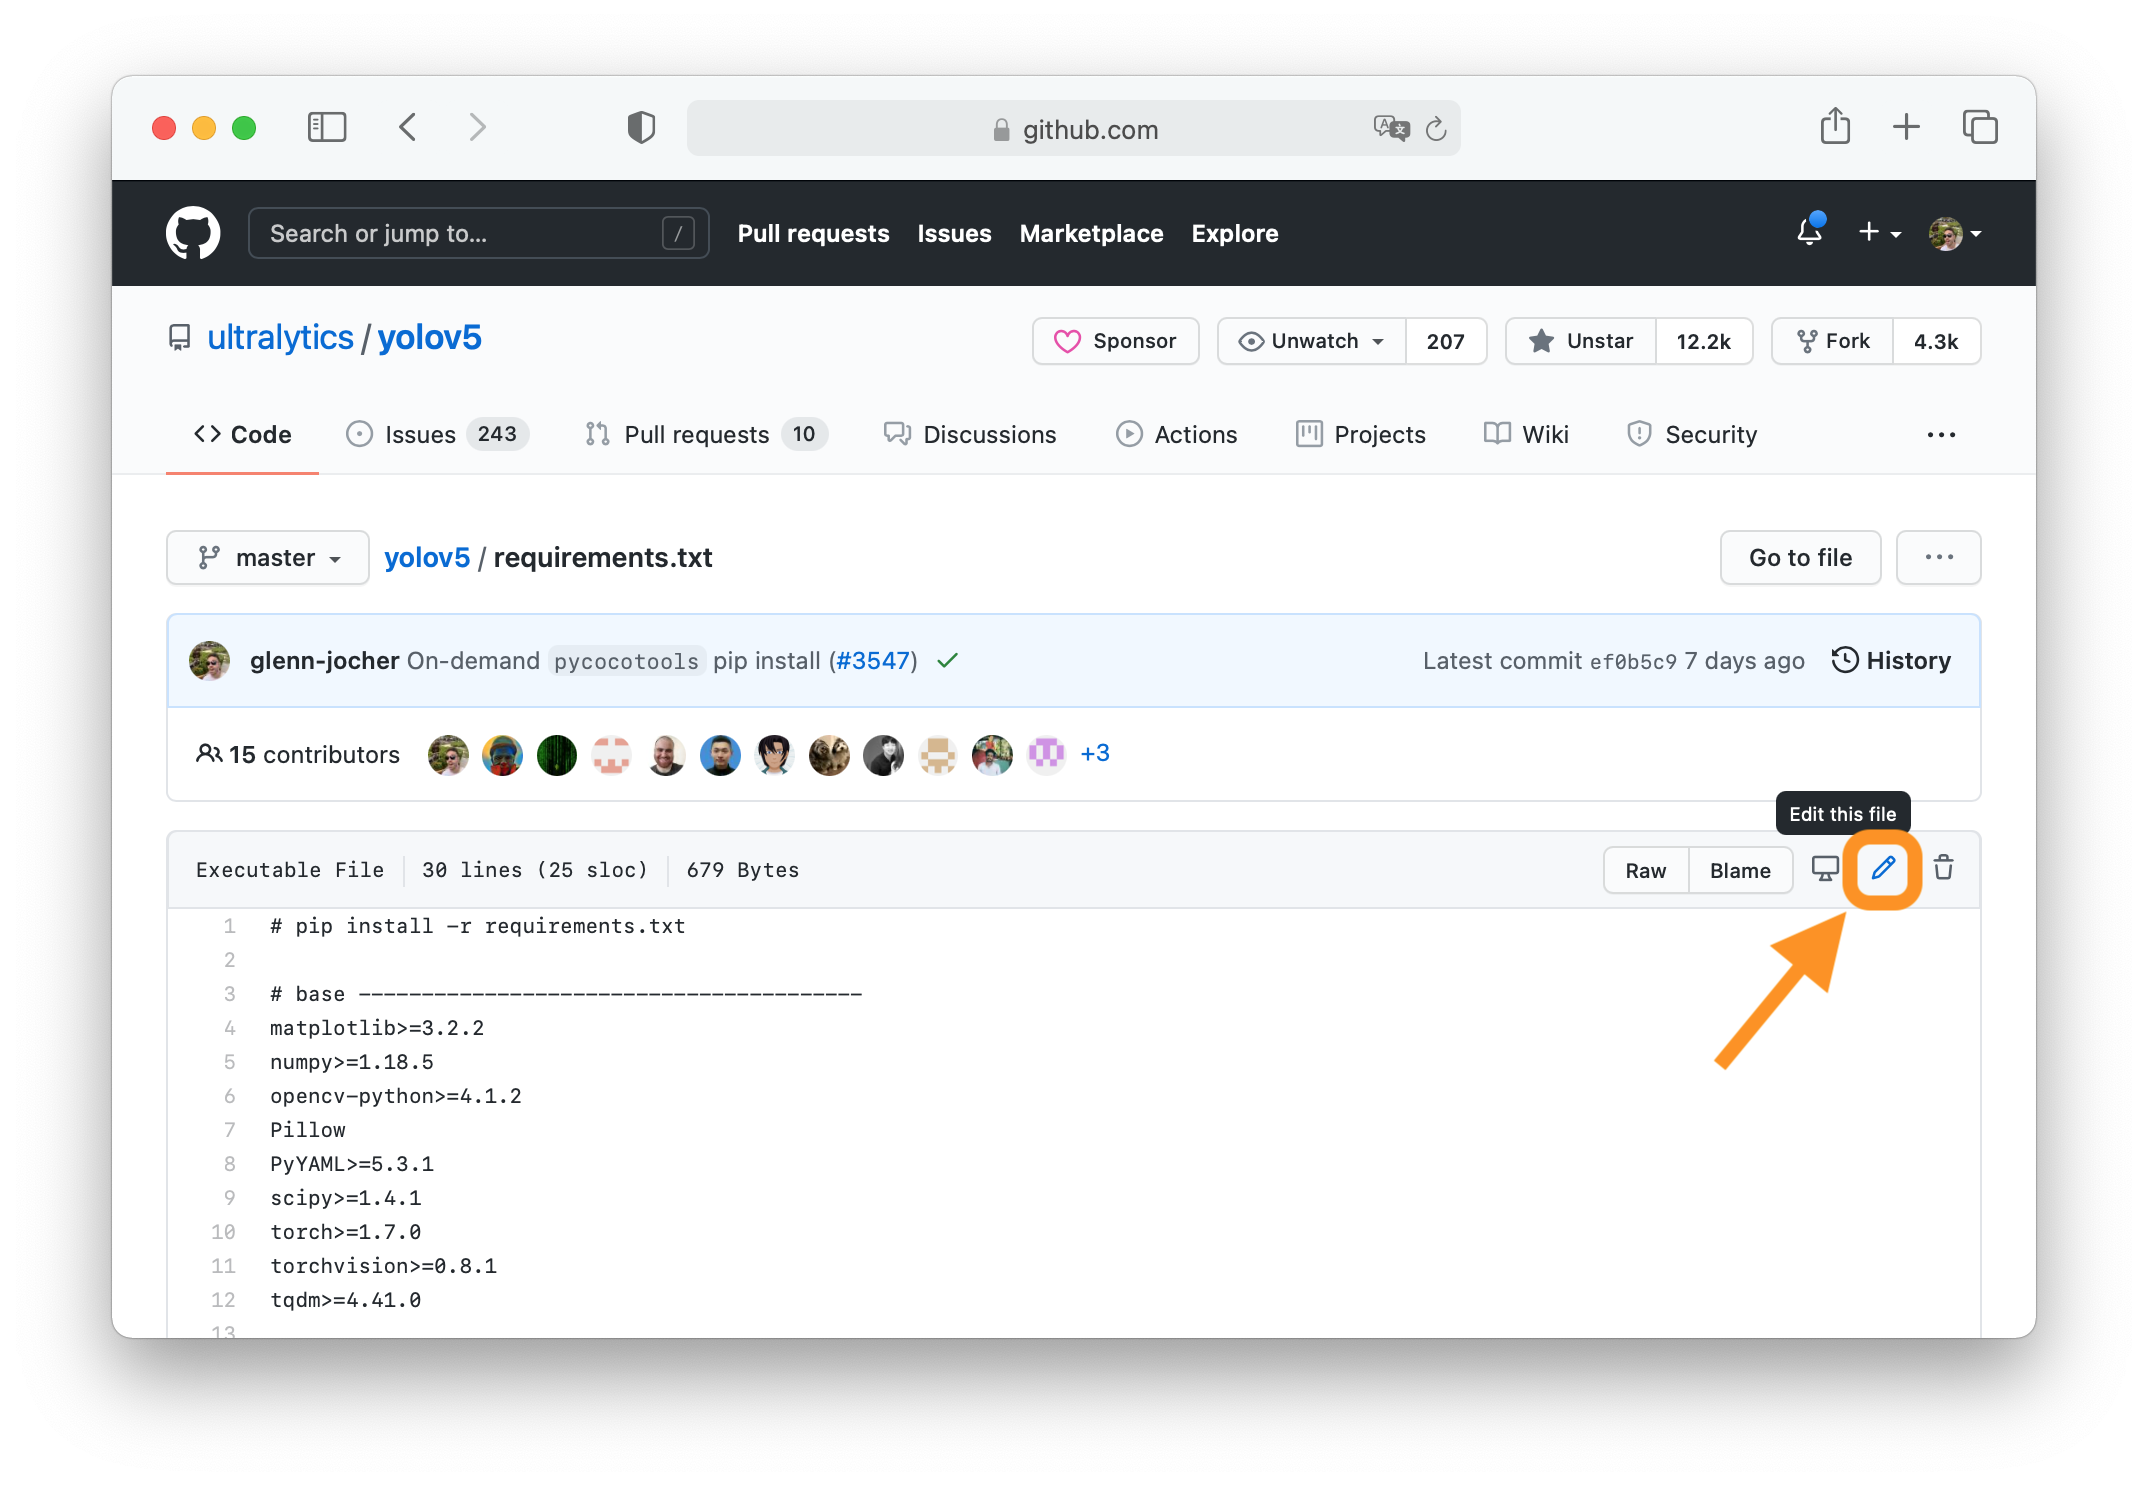 github.com
Search or jump to... /
Pull requests Issues Marketplace Explore
ultralytics / yolov5
Sponsor Unwatch 207 Unstar 12.2k Fork 4.3k
Code Issues 243 Pull requests 10 Discussions Actions Projects Wiki Security ...
master yolov5 / requirements.txt Go to file ...
glenn-jocher On-demand pycocotools pip install (#3547) Latest commit ef0b5c9 7 days ago History
15 contributors +3
Edit this file
Executable File 30 lines (25 sloc) 679 Bytes Raw Blame
1 # pip install -r requirements.txt
2
3 # base ----------------------------------------
4 matplotlib>=3.2.2
5 numpy>=1.18.5
6 opencv-python>=4.1.2
7 Pillow
8 PyYAML>=5.3.1
9 scipy>=1.4.1
10 torch>=1.7.0
11 torchvision>=0.8.1
12 tqdm>=4.41.0
13